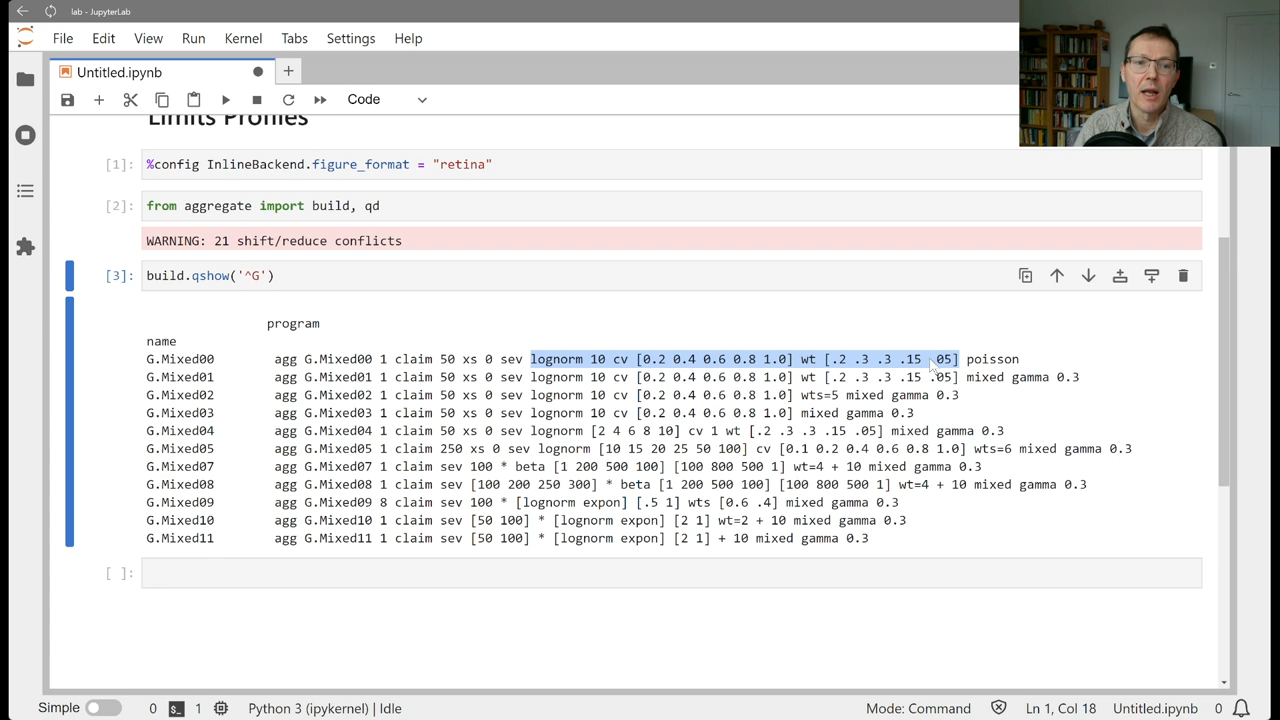 lab - JupyterLab
File Edit View Run Kernel Tabs Settings Help
Untitled.ipynb
Code
Limits Profiles
[1]: %config InlineBackend.figure_format = "retina"
[2]: from aggregate import build, qd
WARNING: 21 shift/reduce conflicts
[3]: build.qshow('^G')
program
name
G.Mixed00 agg G.Mixed00 1 claim 50 xs 0 sev lognorm 10 cv [0.2 0.4 0.6 0.8 1.0] wt [.2 .3 .3 .15 .05] poisson
G.Mixed01 agg G.Mixed01 1 claim 50 xs 0 sev lognorm 10 cv [0.2 0.4 0.6 0.8 1.0] wt [.2 .3 .3 .15 .05] mixed gamma 0.3
G.Mixed02 agg G.Mixed02 1 claim 50 xs 0 sev lognorm 10 cv [0.2 0.4 0.6 0.8 1.0] wts=5 mixed gamma 0.3
G.Mixed03 agg G.Mixed03 1 claim 50 xs 0 sev lognorm 10 cv [0.2 0.4 0.6 0.8 1.0] mixed gamma 0.3
G.Mixed04 agg G.Mixed04 1 claim 50 xs 0 sev lognorm [2 4 6 8 10] cv 1 wt [.2 .3 .3 .15 .05] mixed gamma 0.3
G.Mixed05 agg G.Mixed05 1 claim 250 xs 0 sev lognorm [10 15 20 25 50 100] cv [0.1 0.2 0.4 0.6 0.8 1.0] wts=6 mixed gamma 0.3
G.Mixed07 agg G.Mixed07 1 claim sev 100 * beta [1 200 500 100] [100 800 500 1] wt=4 + 10 mixed gamma 0.3
G.Mixed08 agg G.Mixed08 1 claim sev [100 200 250 300] * beta [1 200 500 100] [100 800 500 1] wt=4 + 10 mixed gamma 0.3
G.Mixed09 agg G.Mixed09 8 claim sev 100 * [lognorm expon] [.5 1] wts [0.6 .4] mixed gamma 0.3
G.Mixed10 agg G.Mixed10 1 claim sev [50 100] * [lognorm expon] [2 1] wt=2 + 10 mixed gamma 0.3
G.Mixed11 agg G.Mixed11 1 claim sev [50 100] * [lognorm expon] [2 1] + 10 mixed gamma 0.3
[ ]:
Simple 0 $_ 1 Python 3 (ipykernel) | Idle Mode: Command Ln 1, Col 18 Untitled.ipynb 0